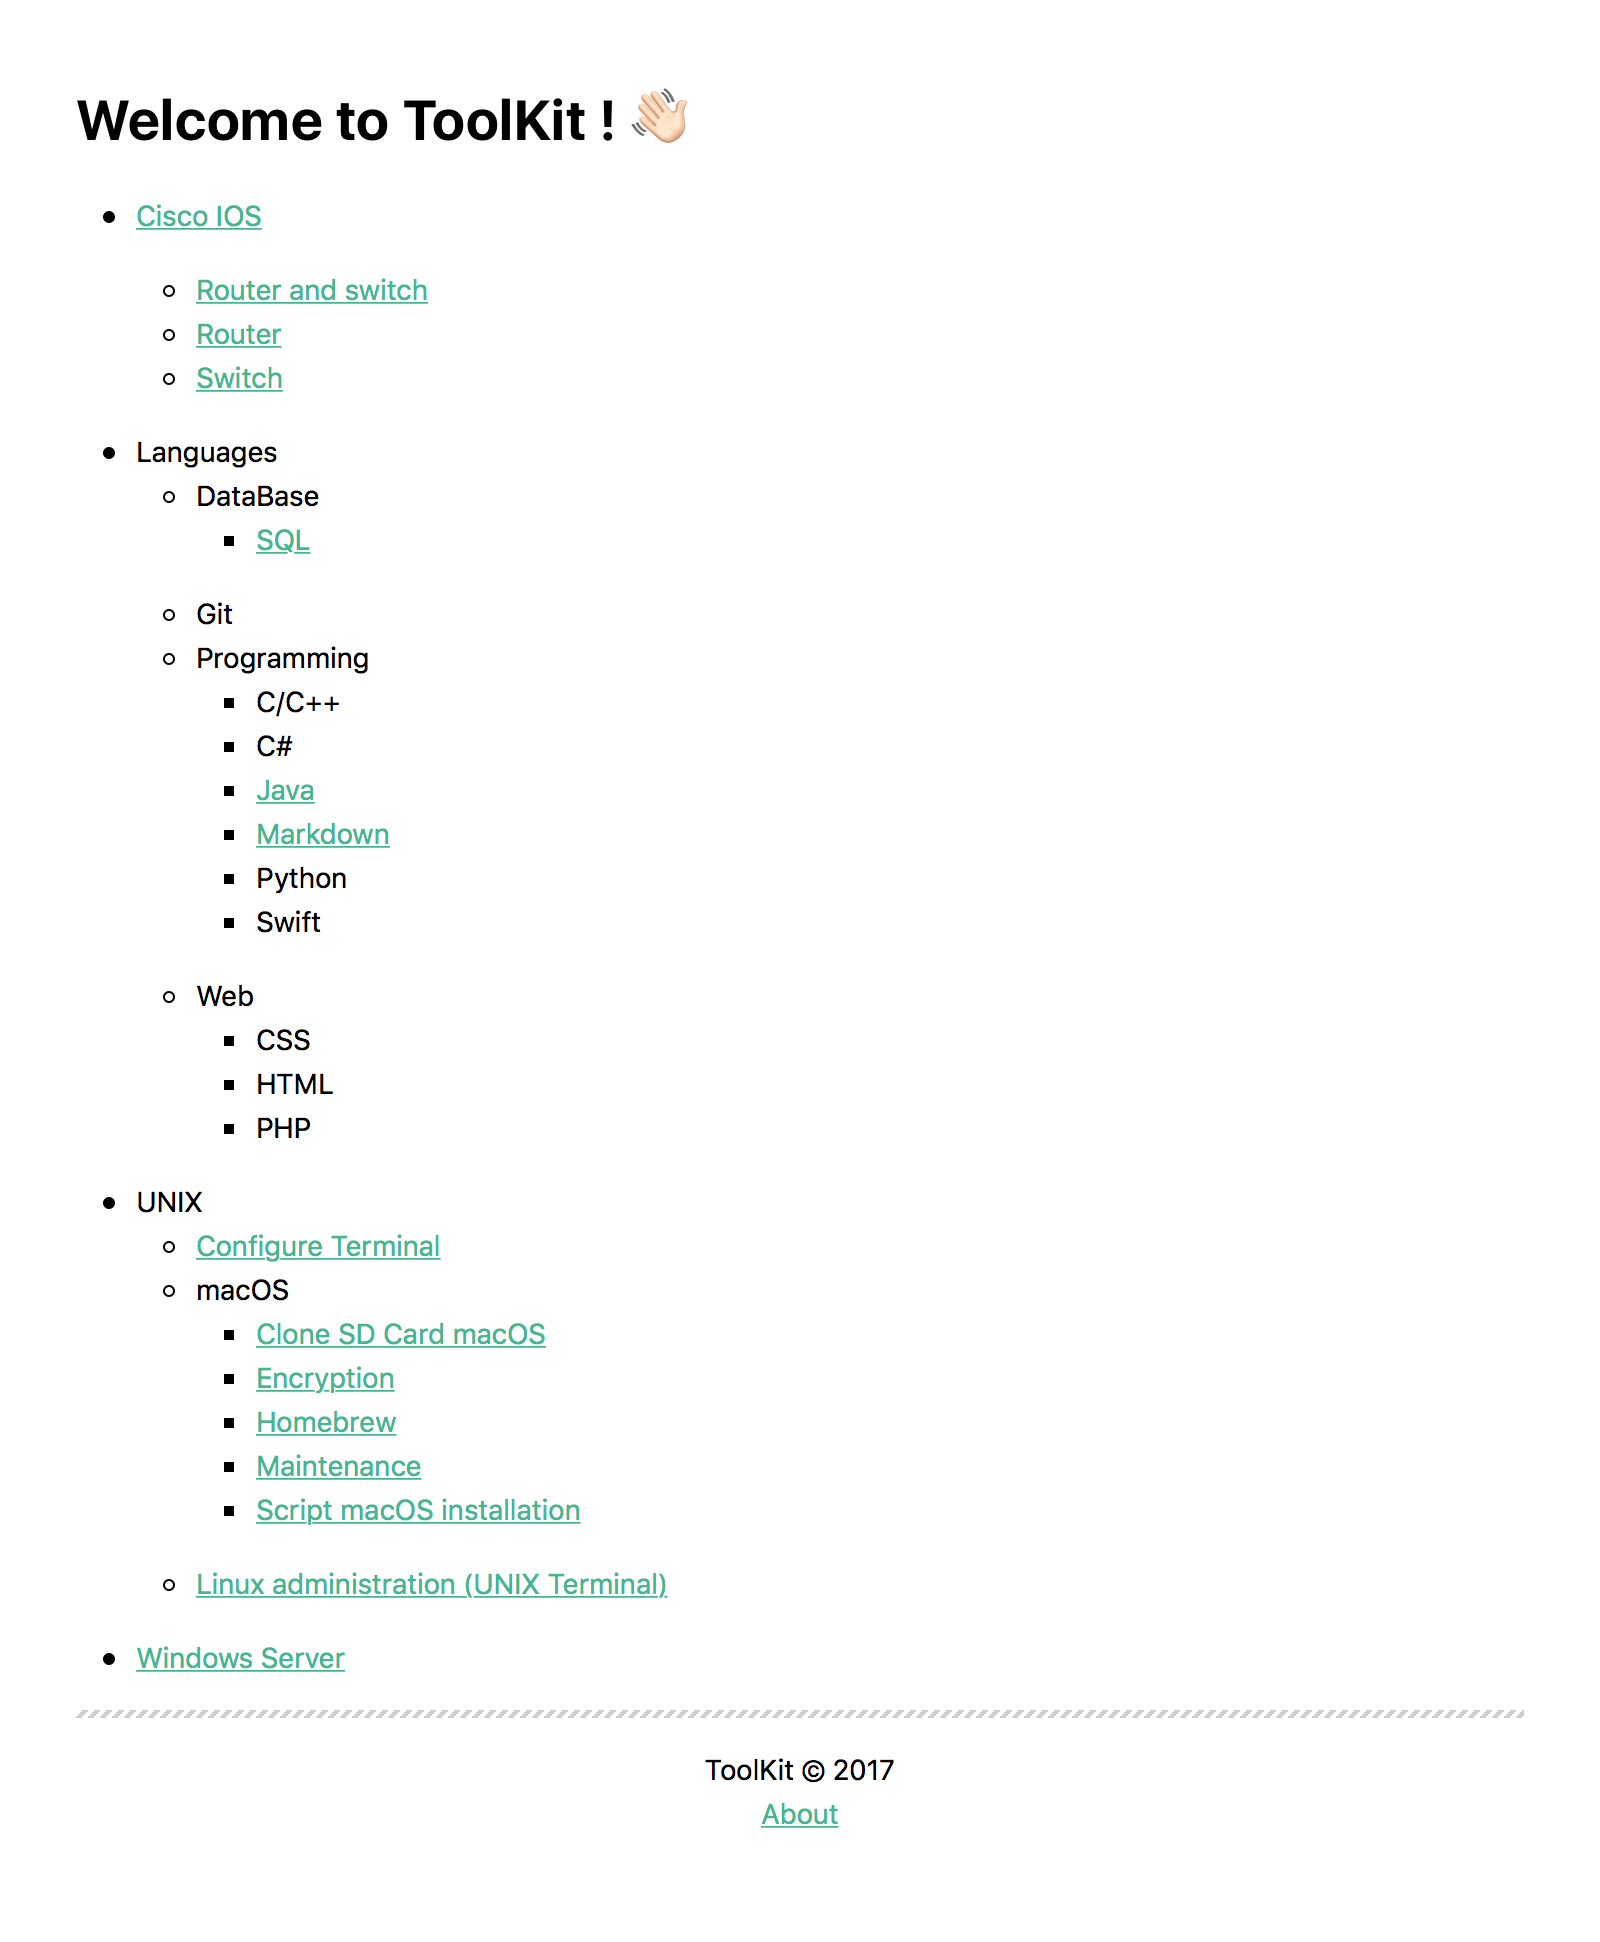 Welcome to ToolKit ! 👋🏻
Cisco IOS
Router and switch
Router
Switch
Languages
DataBase
SQL
Git
Programming
C/C++
C#
Java
Markdown
Python
Swift
Web
CSS
HTML
PHP
UNIX
Configure Terminal
macOS
Clone SD Card macOS
Encryption
Homebrew
Maintenance
Script macOS installation
Linux administration (UNIX Terminal)
Windows Server
ToolKit © 2017
About